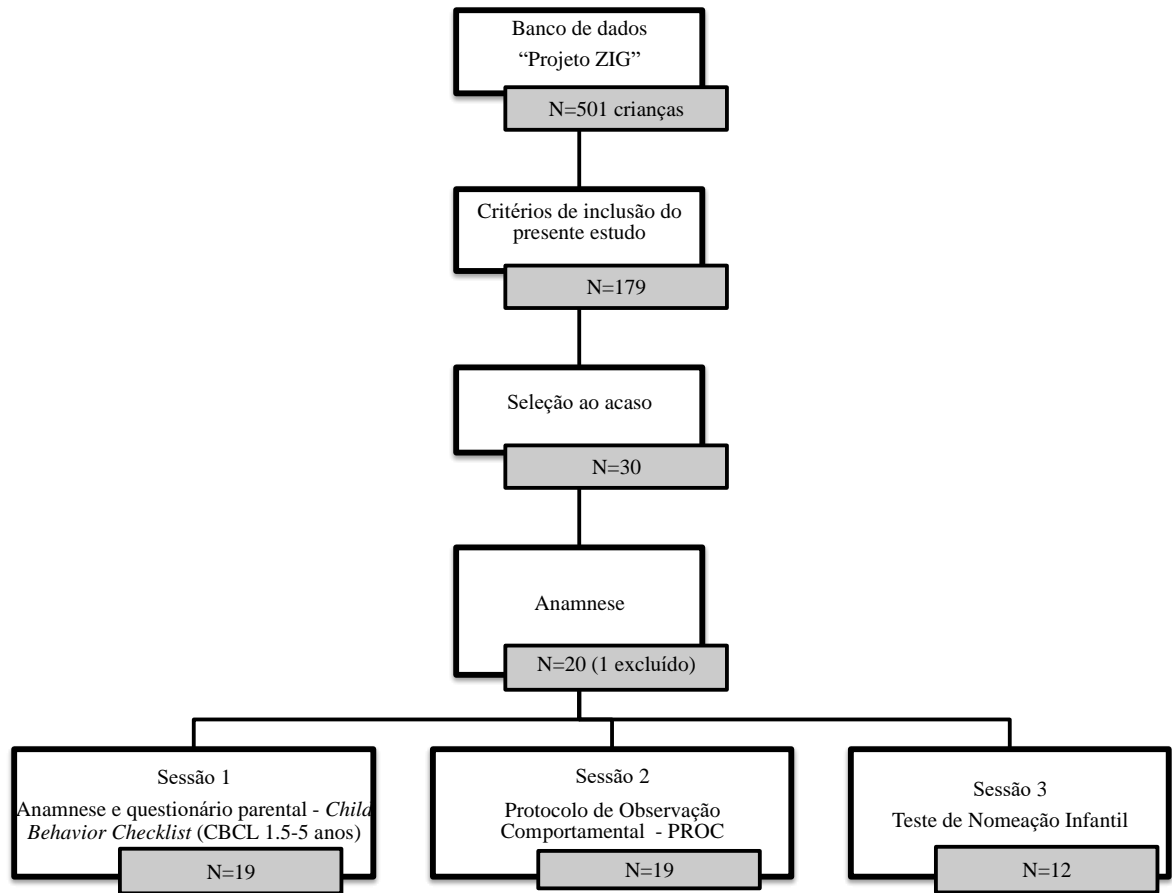 Banco de dados
“Projeto ZIG”
N=501 crianças
Critérios de inclusão do
presente estudo
N=179
Seleção ao acaso
N=30
Anamnese
N=20 (1 excluído)
Sessão 1
Anamnese e questionário parental - Child
Behavior Checklist (CBCL 1.5-5 anos)
N=19
Sessão 2
Protocolo de Observação
Comportamental - PROC
N=19
Sessão 3
Teste de Nomeação Infantil
N=12